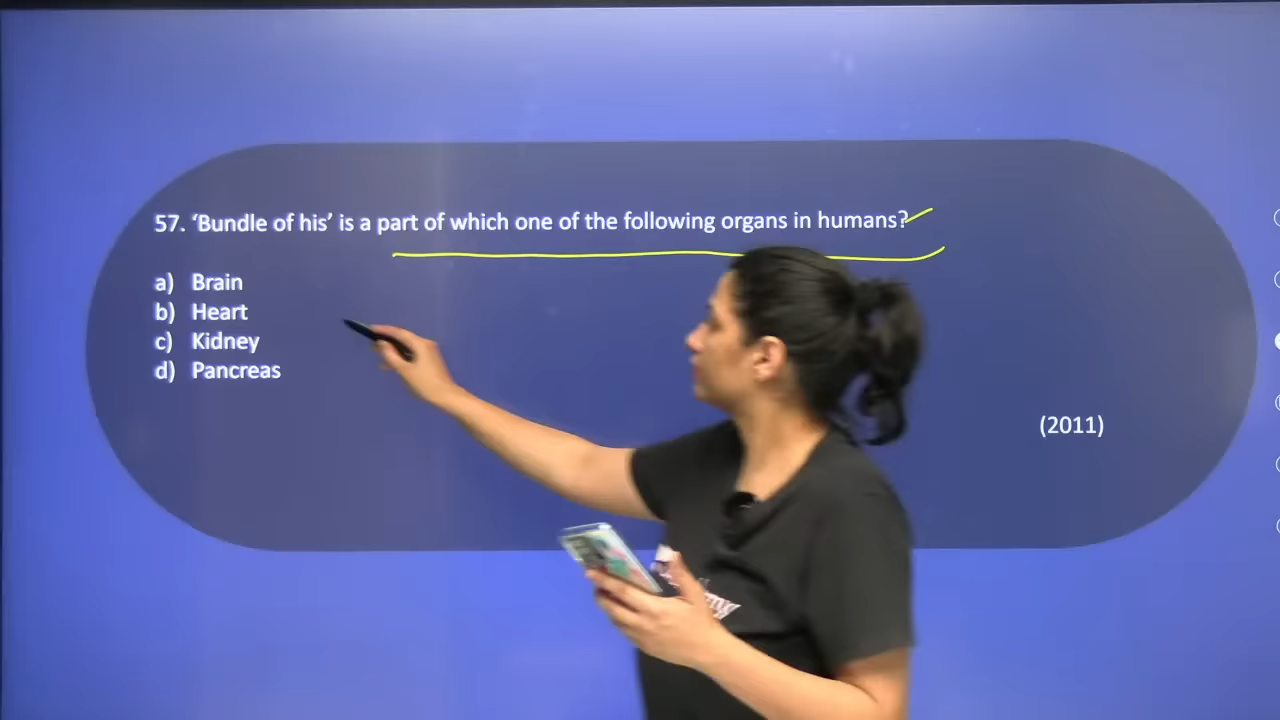 57. ‘Bundle of his’ is a part of which one of the following organs in humans?
a) Brain
b) Heart
c) Kidney
d) Pancreas
(2011)